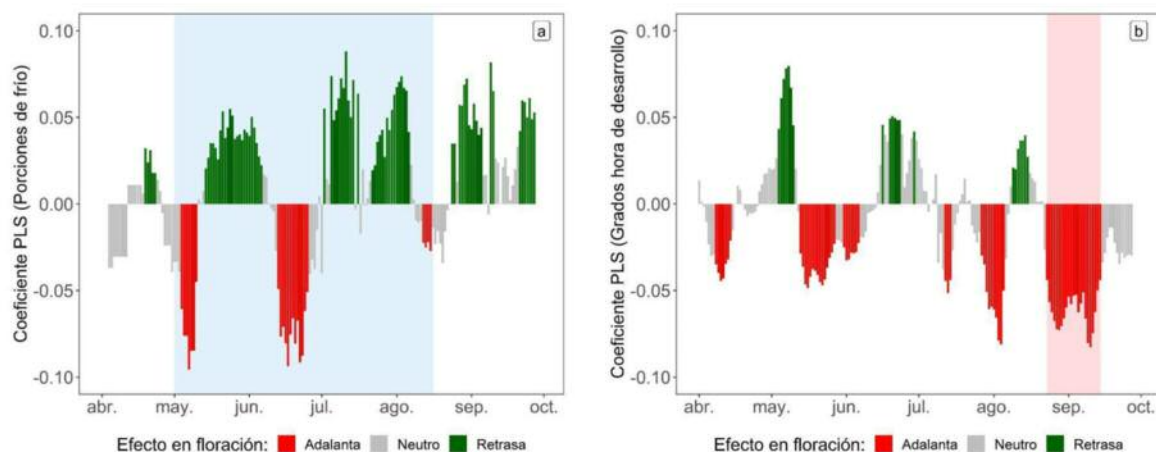 a
Coeficiente PLS (Porciones de frío)
0.10
0.05
0.00
-0.05
-0.10
abr.
may.
jun.
jul.
ago.
sep.
oct.
Efecto en floración: Adalanta Neutro Retrasa
b
Coeficiente PLS (Grados hora de desarrollo)
0.10
0.05
0.00
-0.05
-0.10
abr.
may.
jun.
jul.
ago.
sep.
oct.
Efecto en floración: Adalanta Neutro Retrasa